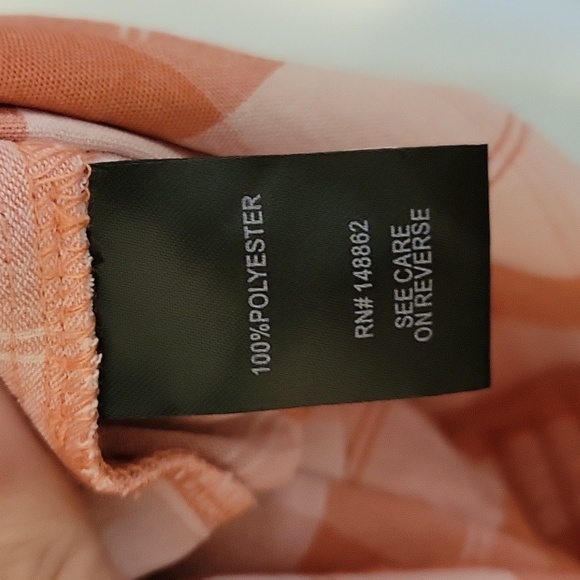 100%POLYESTER
RN# 148862
SEE CARE
ON REVERSE